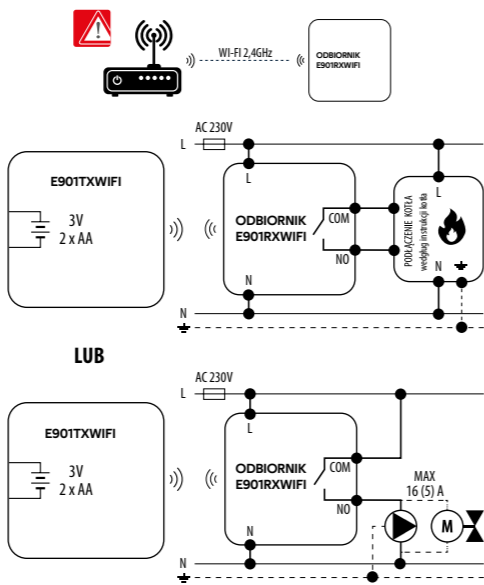 WI-FI 2,4GHz
ODBIORNIK
E901RXWIFI
L
AC 230V
E901TXWIFI
3V
2 x AA
L
ODBIORNIK
E901RXWIFI
COM
NO
N
L
PODŁĄCZENIE KOTŁA
według instrukcji kotła
N
N
LUB
L
AC 230V
E901TXWIFI
3V
2 x AA
L
ODBIORNIK
E901RXWIFI
COM
NO
N
MAX
16 (5) A
M
N